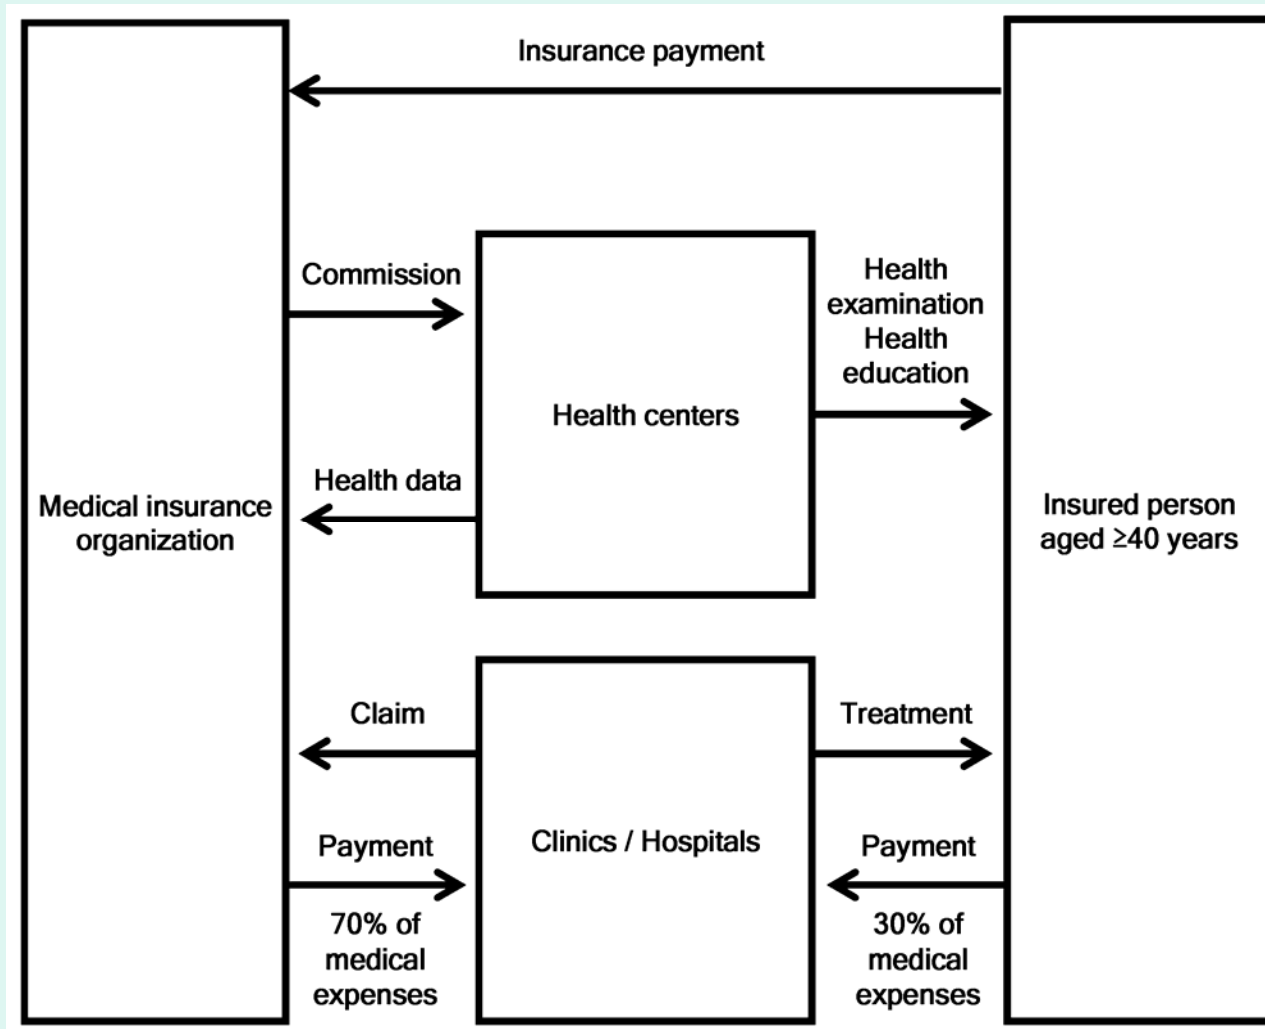 Insurance payment
Commission
Health
examination
Health
education
Health centers
Health data
Medical insurance
organization
Insured person
aged ≥40 years
Claim
Treatment
Clinics / Hospitals
Payment
Payment
70% of
medical
expenses
30% of
medical
expenses